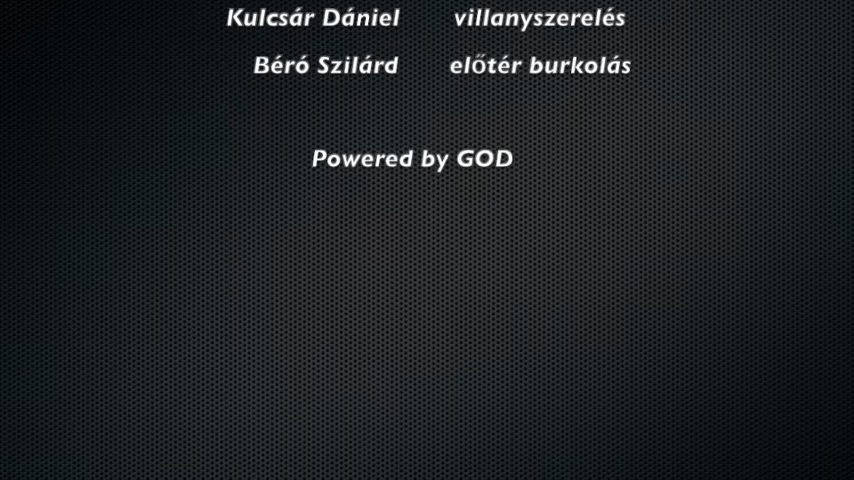 Kulcsár Dániel villanyszerelés
Béró Szilárd előtér burkolás
Powered by GOD